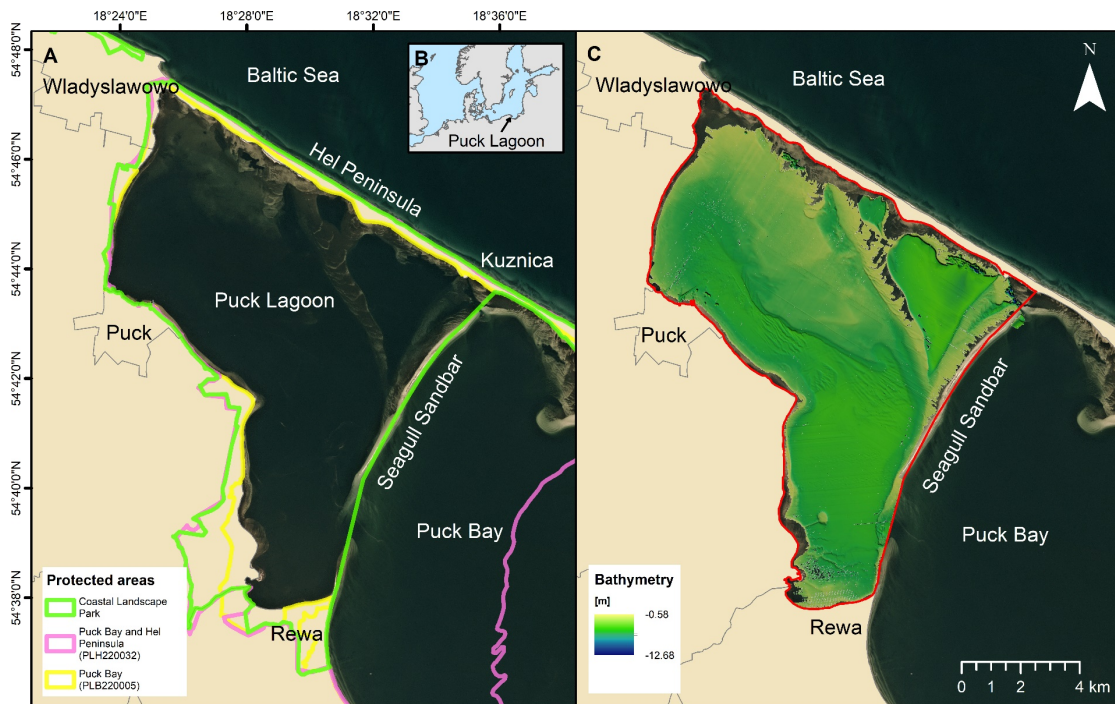 18°24'0"E
18°28'0"E
18°32'0"E
18°36'0"E
54°48'0"N
54°46'0"N
54°44'0"N
54°42'0"N
54°40'0"N
54°38'0"N
A
Baltic Sea
Wladyslawowo
Hel Peninsula
Kuznica
Puck Lagoon
Puck
Seagull Sandbar
Puck Bay
Rewa
Protected areas
Coastal Landscape
Park
Puck Bay and Hel
Peninsula
(PLH220032)
Puck Bay
(PLB220005)
B
Puck Lagoon
C
N
Baltic Sea
Wladyslawowo
Hel Peninsula
Kuznica
Puck
Seagull Sandbar
Puck Bay
Rewa
Bathymetry
[m]
-0.58
-12.68
0 1 2 4 km